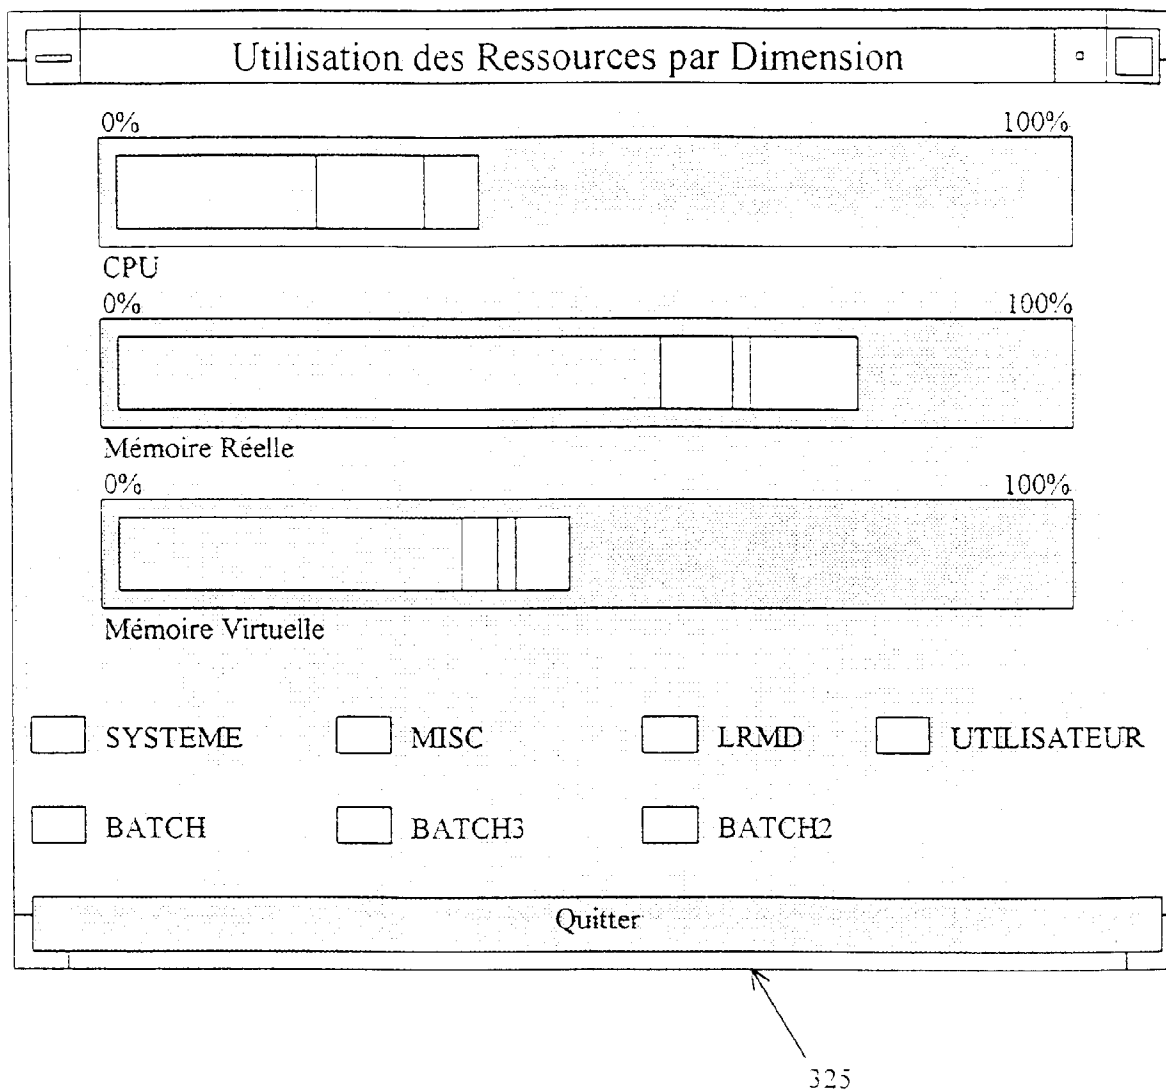 Utilisation des Ressources par Dimension
0% 100%
CPU
0% 100%
Mémoire Réelle
0% 100%
Mémoire Virtuelle
SYSTEME MISC LRMD UTILISATEUR
BATCH BATCH3 BATCH2
Quitter
325